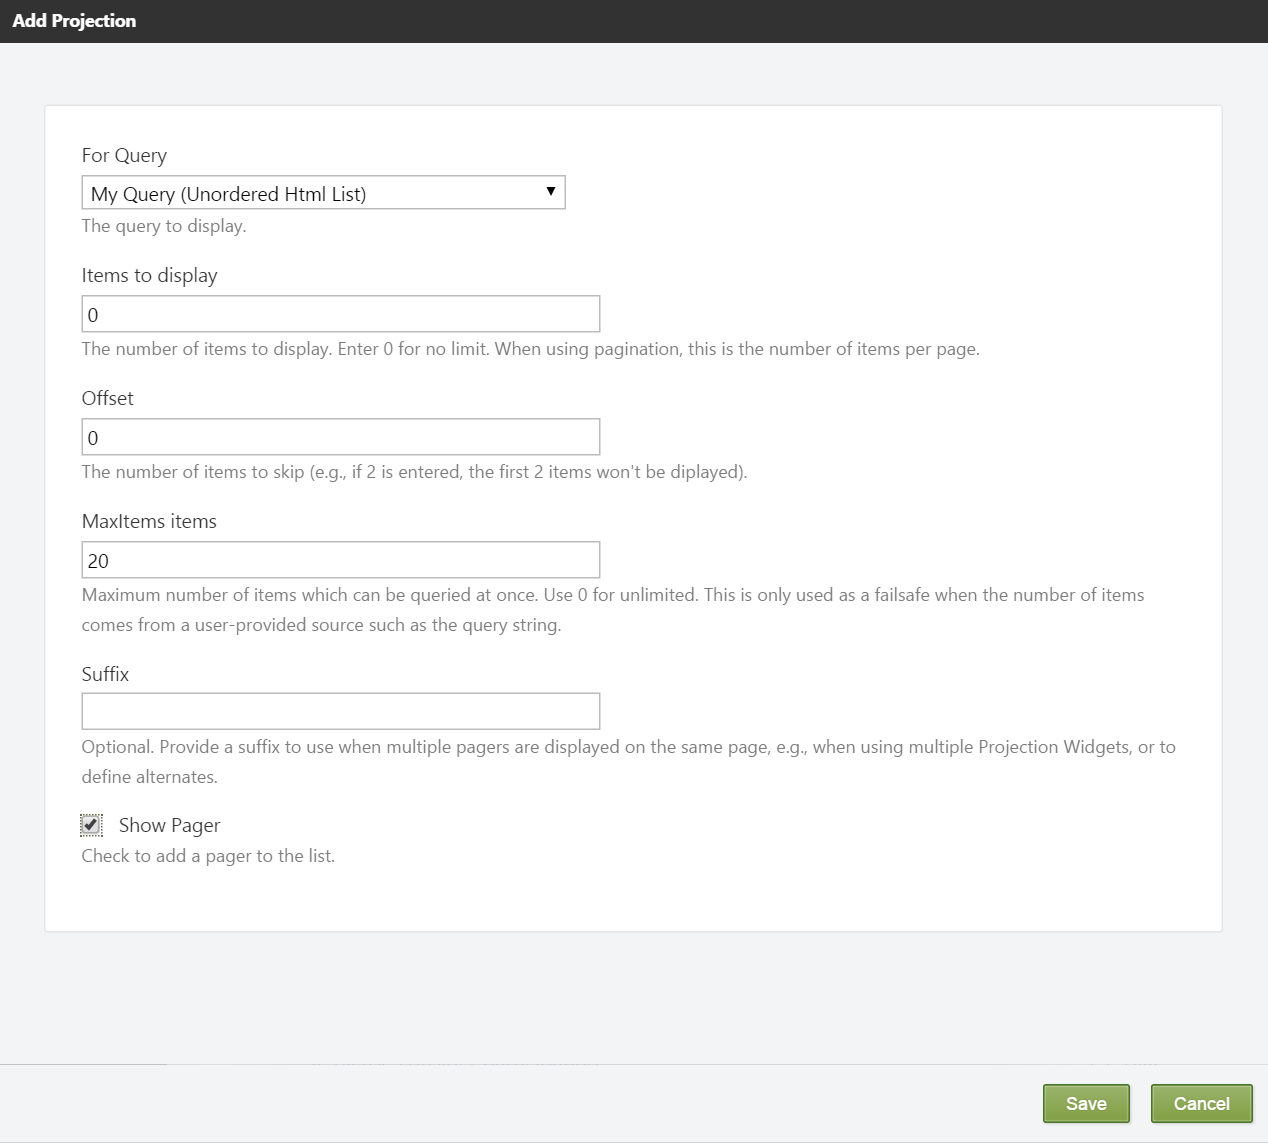 Add Projection
For Query
My Query (Unordered Html List)
The query to display.
Items to display
0
The number of items to display. Enter 0 for no limit. When using pagination, this is the number of items per page.
Offset
0
The number of items to skip (e.g., if 2 is entered, the first 2 items won't be diplayed).
MaxItems items
20
Maximum number of items which can be queried at once. Use 0 for unlimited. This is only used as a failsafe when the number of items
comes from a user-provided source such as the query string.
Suffix
Optional. Provide a suffix to use when multiple pagers are displayed on the same page, e.g., when using multiple Projection Widgets, or to
define alternates.
Show Pager
Check to add a pager to the list.
Save Cancel